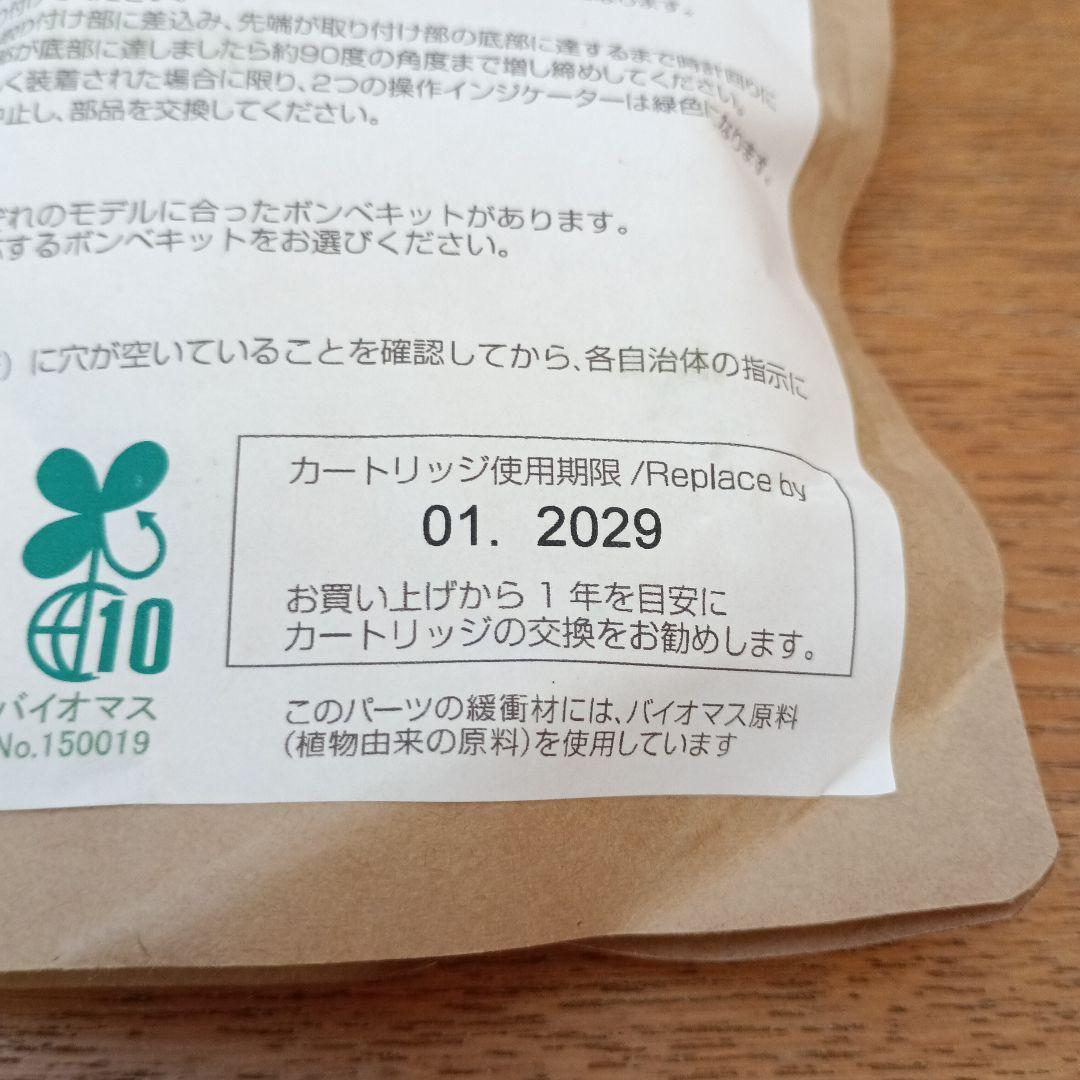 り付け部に差込み、先端が取り付け部の底部に達するまで時計回りに
部が底部に達しましたら約90度の角度まで増し締めしてください。
く装着された場合に限り、2つの操作インジケーターは緑色になります。
中止し、部品を交換してください。
ぞれのモデルに合ったボンベキットがあります。
するボンベキットをお選びください。
に穴が空いていることを確認してから、各自治体の指示に
カートリッジ使用期限 /Replace by
01. 2029
お買い上げから 1 年を目安に
カートリッジの交換をお勧めします。
10
バイオマス
No.150019
このパーツの緩衝材には、バイオマス原料
(植物由来の原料)を使用しています